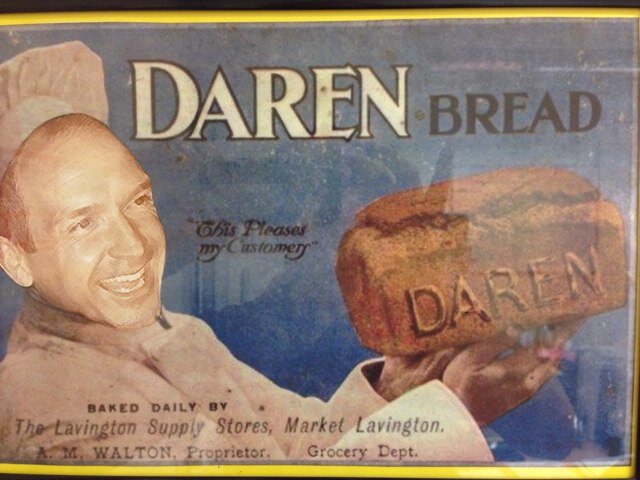 DAREN BREAD
"This Pleases
my Customers"
DAREN
BAKED DAILY BY
The Lavington Supply Stores, Market Lavington.
A. M. WALTON, Proprietor. Grocery Dept.